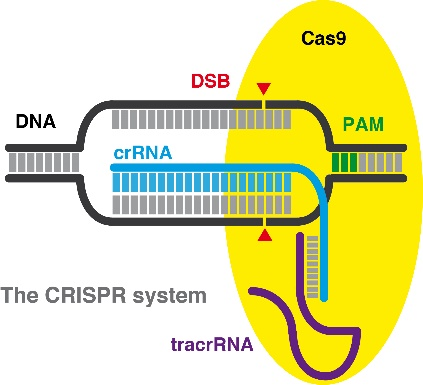 Cas9
DSB
DNA
PAM
crRNA
The CRISPR system
tracrRNA